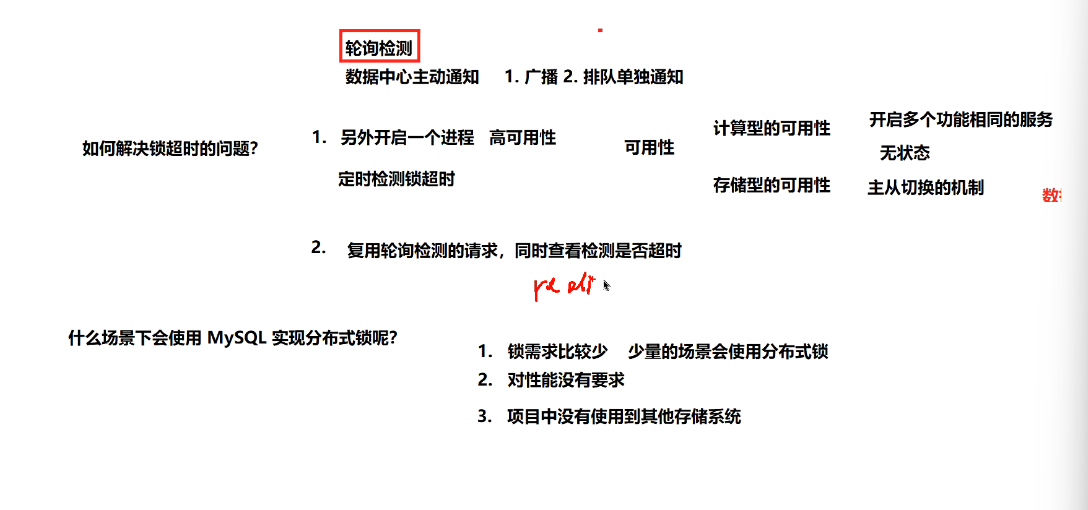 轮询检测
数据中心主动通知 1. 广播 2. 排队单独通知
如何解决锁超时的问题?
1. 另外开启一个进程 高可用性
定时检测锁超时
可用性
计算型的可用性
开启多个功能相同的服务
无状态
存储型的可用性
主从切换的机制
2. 复用轮询检测的请求，同时查看检测是否超时
什么场景下会使用 MySQL 实现分布式锁呢?
1. 锁需求比较少 少量的场景会使用分布式锁
2. 对性能没有要求
3. 项目中没有使用到其他存储系统